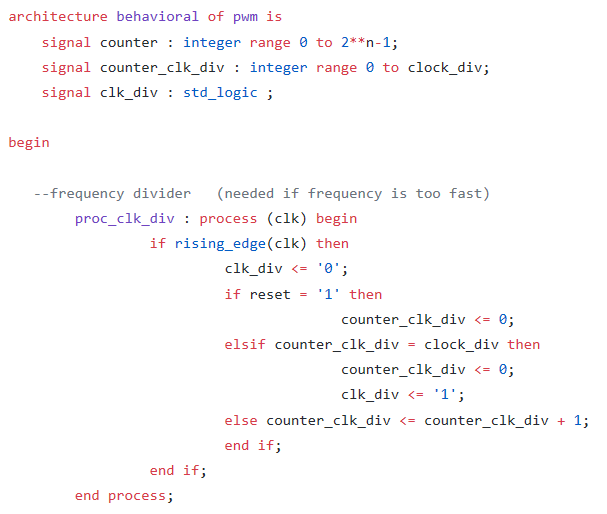 architecture behavioral of pwm is
    signal counter : integer range 0 to 2**n-1;
    signal counter_clk_div : integer range 0 to clock_div;
    signal clk_div : std_logic ;

begin

   --frequency divider   (needed if frequency is too fast)
        proc_clk_div : process (clk) begin
                 if rising_edge(clk) then
                          clk_div <= '0';
                          if reset = '1' then
                                        counter_clk_div <= 0;
                          elsif counter_clk_div = clock_div then
                                        counter_clk_div <= 0;
                                        clk_div <= '1';
                          else counter_clk_div <= counter_clk_div + 1;
                          end if;
                 end if;
        end process;